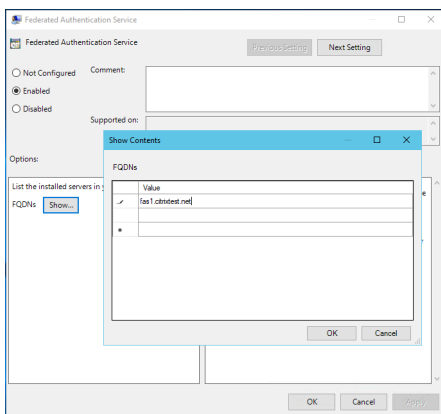 Federated Authentication Service
Federated Authentication Service
Previous Setting
Next Setting
Not Configured
Comment:
Enabled
Disabled
Supported on:
Options:
List the installed servers in
FQDNs
Show...
Show Contents
FQDNs
Value
fas1.citrixtest.net
OK
Cancel
OK
Cancel
Apply